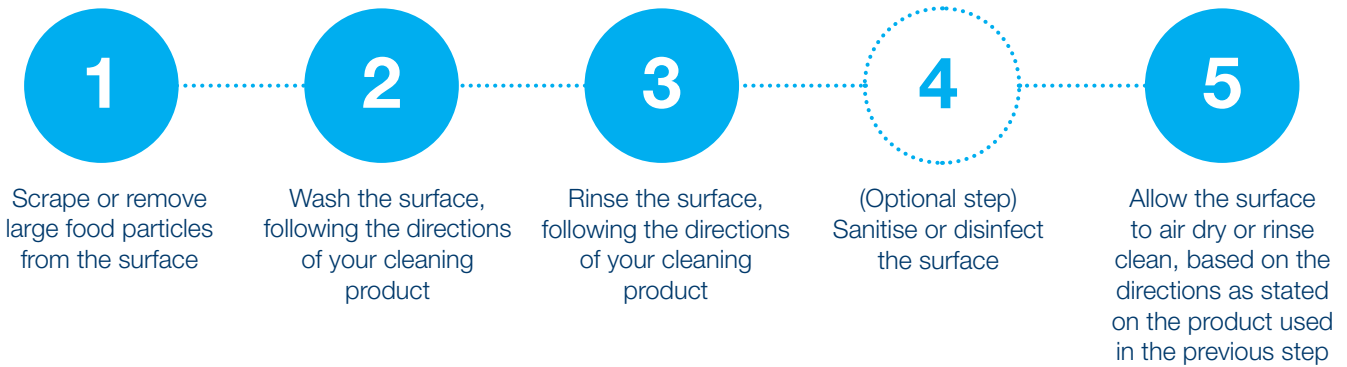 1
Scrape or remove
large food particles
from the surface
2
Wash the surface,
following the directions
of your cleaning
product
3
Rinse the surface,
following the directions
of your cleaning
product
4
(Optional step)
Sanitise or disinfect
the surface
5
Allow the surface
to air dry or rinse
clean, based on the
directions as stated
on the product used
in the previous step